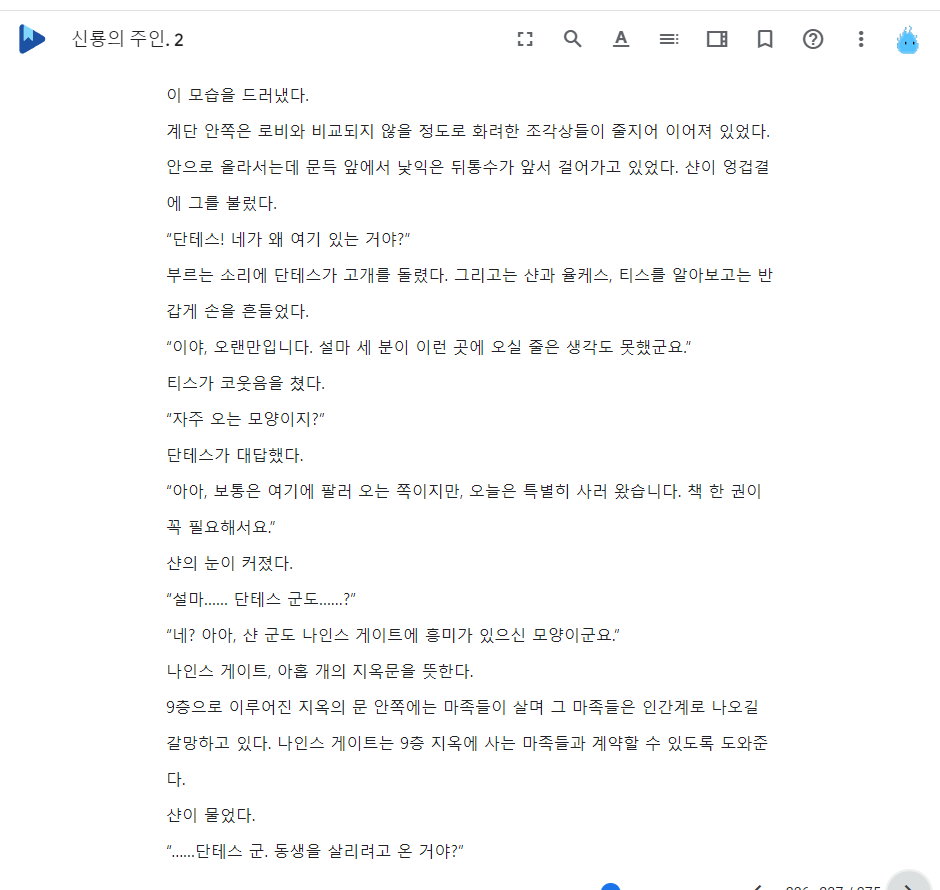 신룡의 주인. 2
이 모습을 드러냈다.
계단 안쪽은 로비와 비교되지 않을 정도로 화려한 조각상들이 줄지어 이어져 있었다.
안으로 올라서는데 문득 앞에서 낯익은 뒤통수가 앞서 걸어가고 있었다. 샨이 엉겁결
에 그를 불렀다.
“단테스! 네가 왜 여기 있는 거야?”
부르는 소리에 단테스가 고개를 돌렸다. 그리고는 샨과 율케스, 티스를 알아보고는 반
갑게 손을 흔들었다.
“이야, 오랜만입니다. 설마 세 분이 이런 곳에 오실 줄은 생각도 못했군요.”
티스가 코웃음을 쳤다.
“자주 오는 모양이지?”
단테스가 대답했다.
“아아, 보통은 여기에 팔러 오는 쪽이지만, 오늘은 특별히 사러 왔습니다. 책 한 권이
꼭 필요해서요.”
샨의 눈이 커졌다.
“설마…… 단테스 군도……?”
“네? 아아, 샨 군도 나인스 게이트에 흥미가 있으신 모양이군요.”
나인스 게이트, 아홉 개의 지옥문을 뜻한다.
9층으로 이루어진 지옥의 문 안쪽에는 마족들이 살며 그 마족들은 인간계로 나오길
갈망하고 있다. 나인스 게이트는 9층 지옥에 사는 마족들과 계약할 수 있도록 도와준
다.
샨이 물었다.
“……단테스 군. 동생을 살리려고 온 거야?”